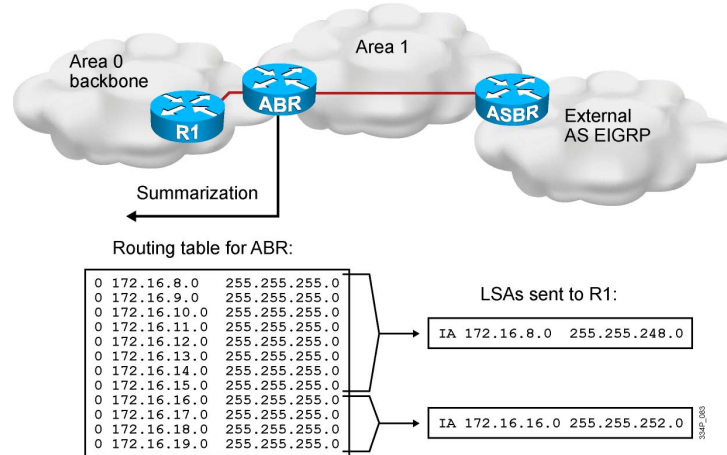 Area 0
backbone
Area 1
R1
ABR
ASBR
External
AS EIGRP
Summarization
Routing table for ABR:
O 172.16.8.0 255.255.255.0
O 172.16.9.0 255.255.255.0
O 172.16.10.0 255.255.255.0
O 172.16.11.0 255.255.255.0
O 172.16.12.0 255.255.255.0
O 172.16.13.0 255.255.255.0
O 172.16.14.0 255.255.255.0
O 172.16.15.0 255.255.255.0
O 172.16.16.0 255.255.255.0
O 172.16.17.0 255.255.255.0
O 172.16.18.0 255.255.255.0
O 172.16.19.0 255.255.255.0
LSAs sent to R1:
IA 172.16.8.0 255.255.248.0
IA 172.16.16.0 255.255.252.0
334P_083